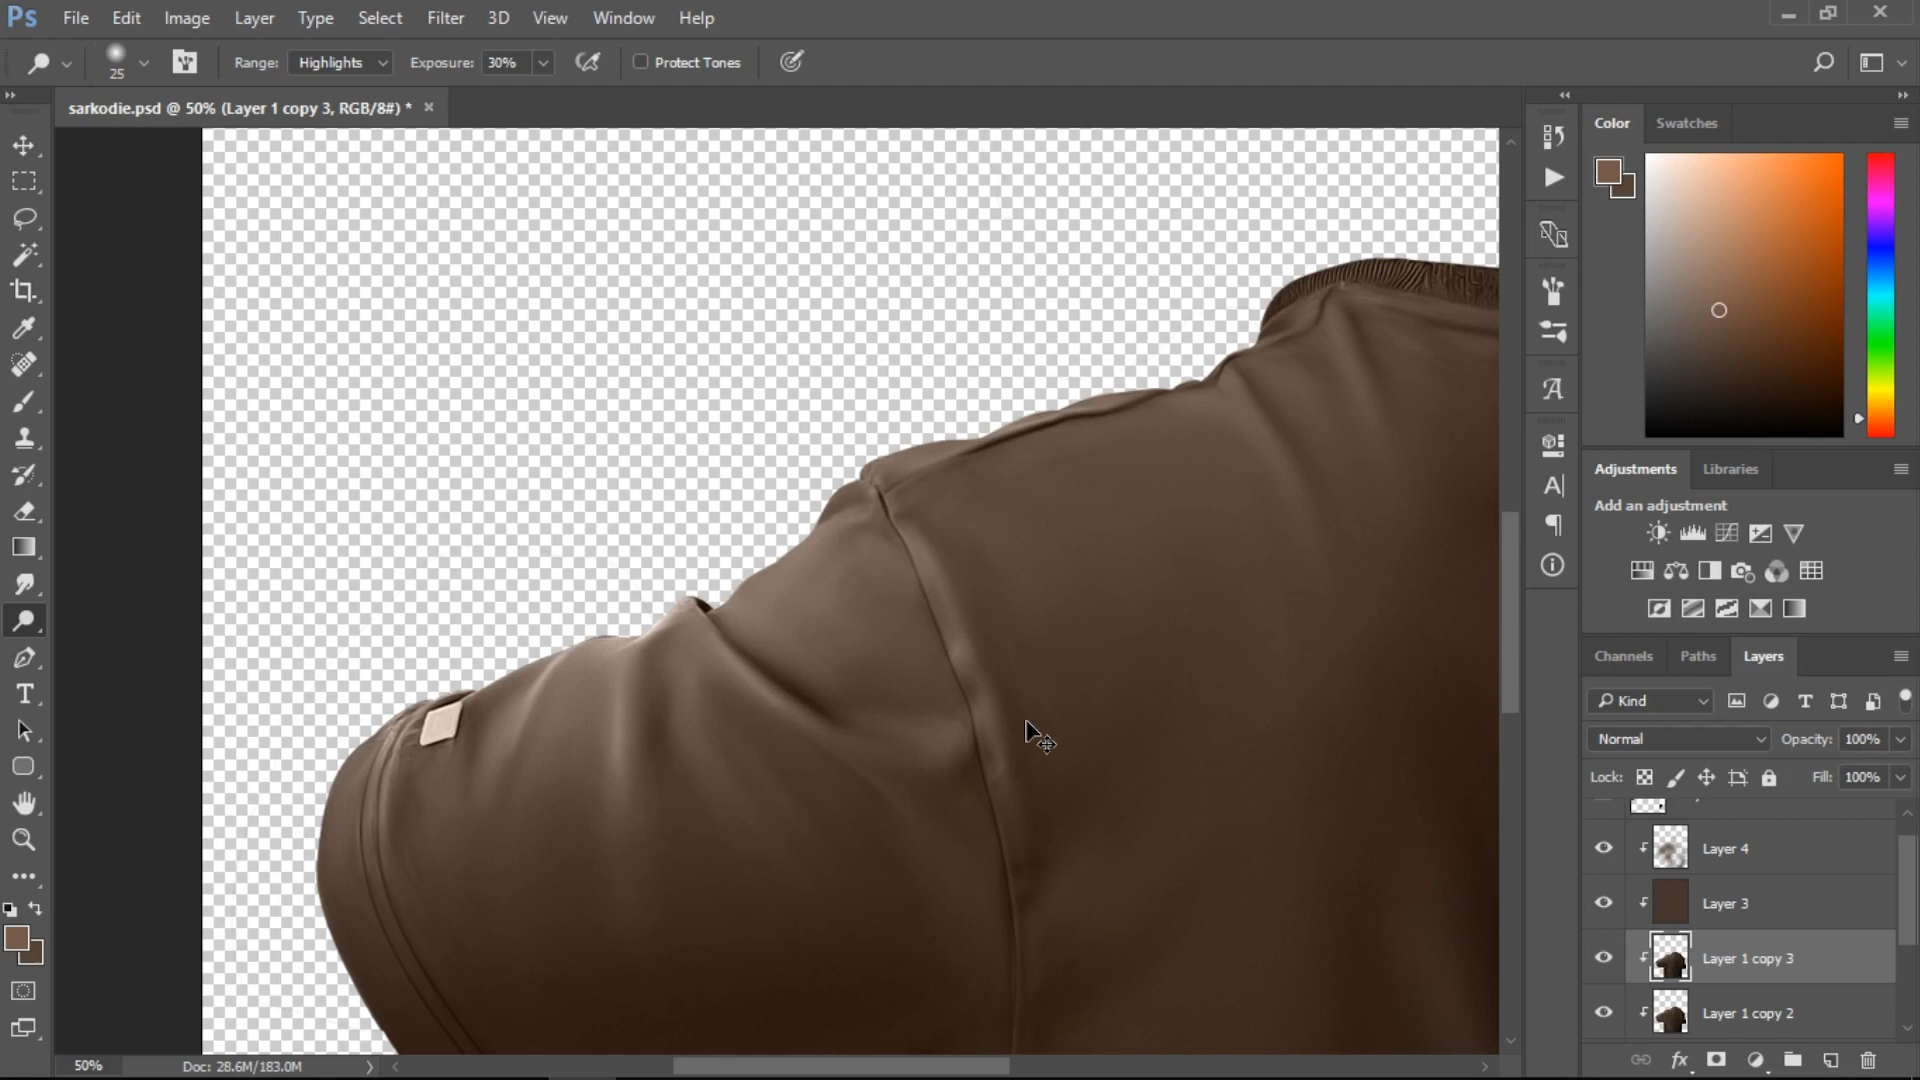 Ps File Edit Image Layer Type Select Filter 3D View Window Help
25 Range: Highlights Exposure: 30% Protect Tones
sarkodie.psd @ 50% (Layer 1 copy 3, RGB/8#) *
Color Swatches
Adjustments Libraries
Add an adjustment
Channels Paths Layers
Kind
Normal Opacity: 100%
Lock: Fill: 100%
Layer 4
Layer 3
Layer 1 copy 3
Layer 1 copy 2
fx
50% Doc: 28.6M/183.0M